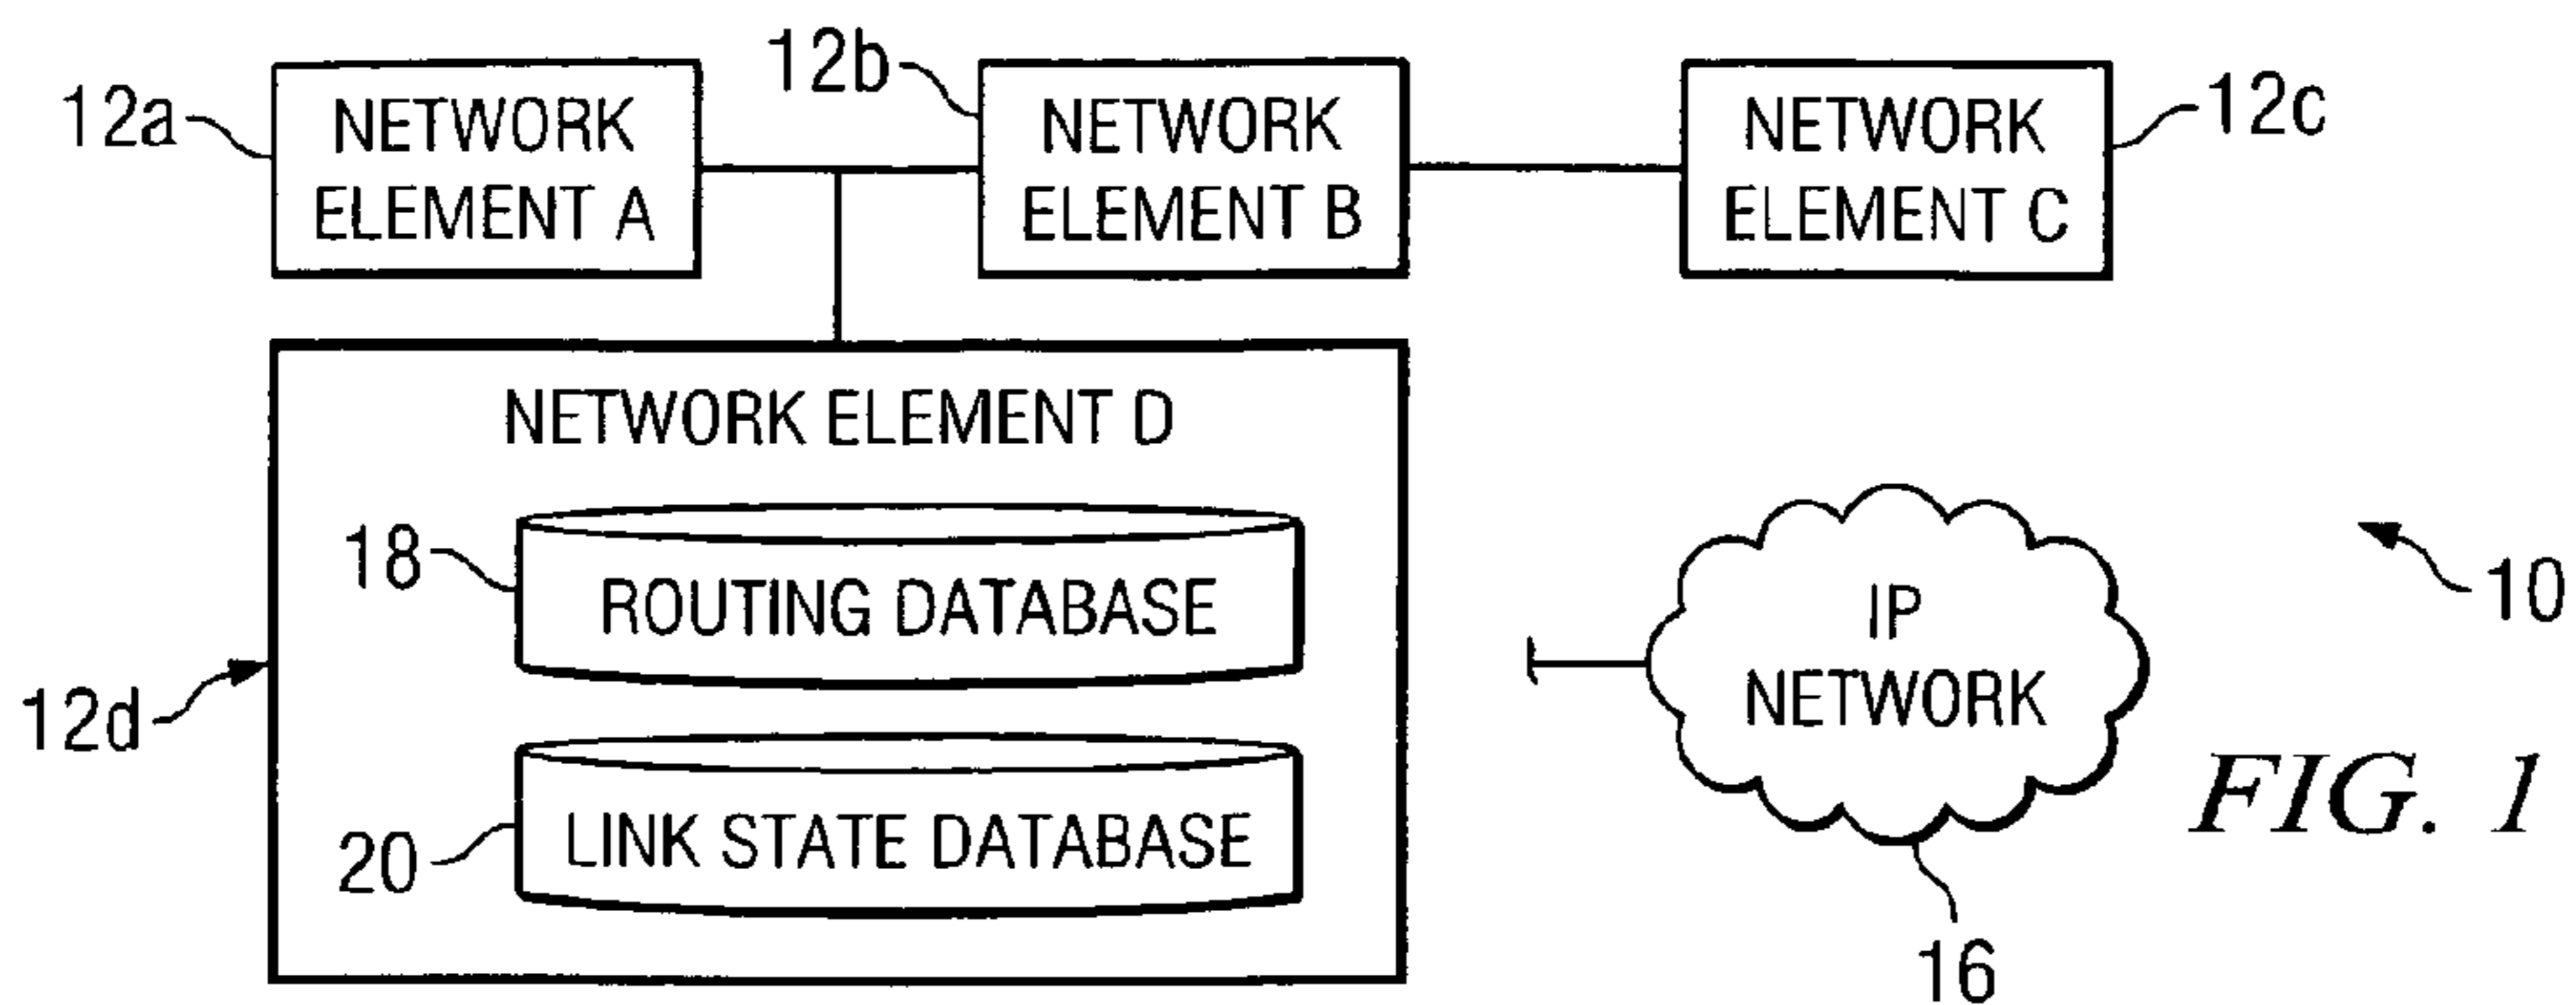 12a
NETWORK
ELEMENT A
12b
NETWORK
ELEMENT B
NETWORK
ELEMENT C
12c
NETWORK ELEMENT D
18
ROUTING DATABASE
12d
20
LINK STATE DATABASE
IP
NETWORK
16
10
FIG. 1